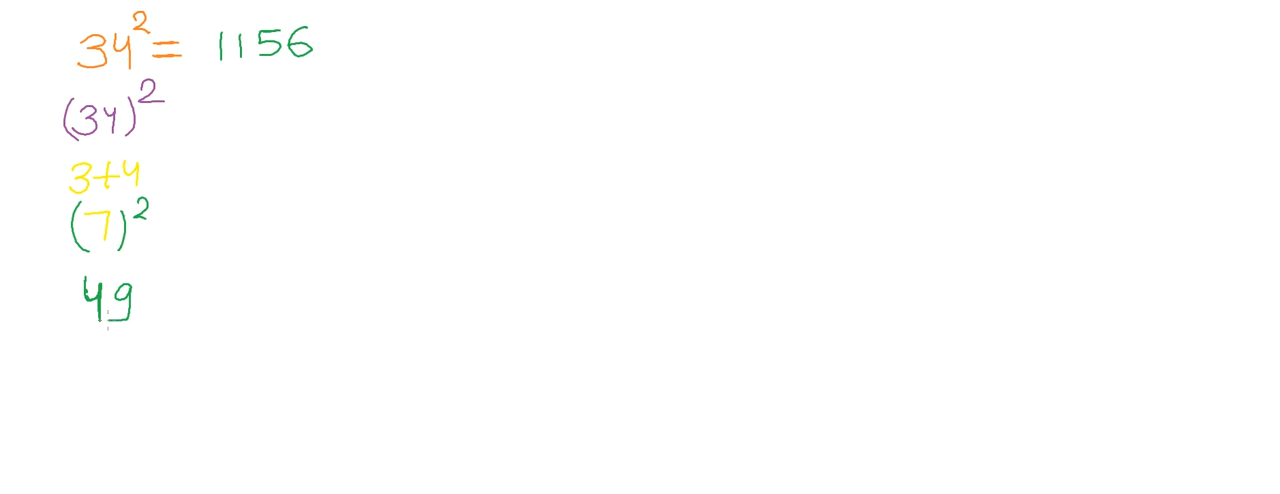 34² = 1156
(34)²
3+4
(7)²
49